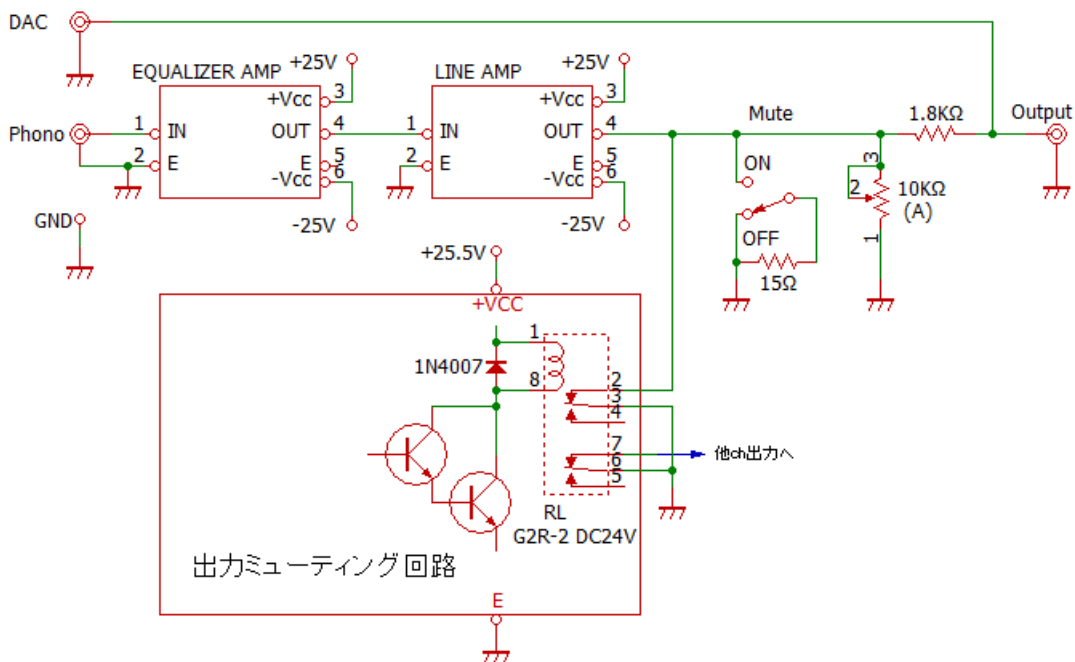 DAC
EQUALIZER AMP
+25V
LINE AMP
+25V
+Vcc
3
+Vcc
3
Mute
1.8KΩ
Output
Phono
1
IN
OUT
4
1
IN
OUT
4
2
E
E
5
-Vcc
6
2
E
E
5
-Vcc
6
ON
3
2
10KΩ
(A)
1
GND
-25V
-25V
OFF
15Ω
+25.5V
+VCC
1N4007
1
8
2
3
4
7
6
5
他ch出力へ
RL
G2R-2 DC24V
出力ミューティング回路
E